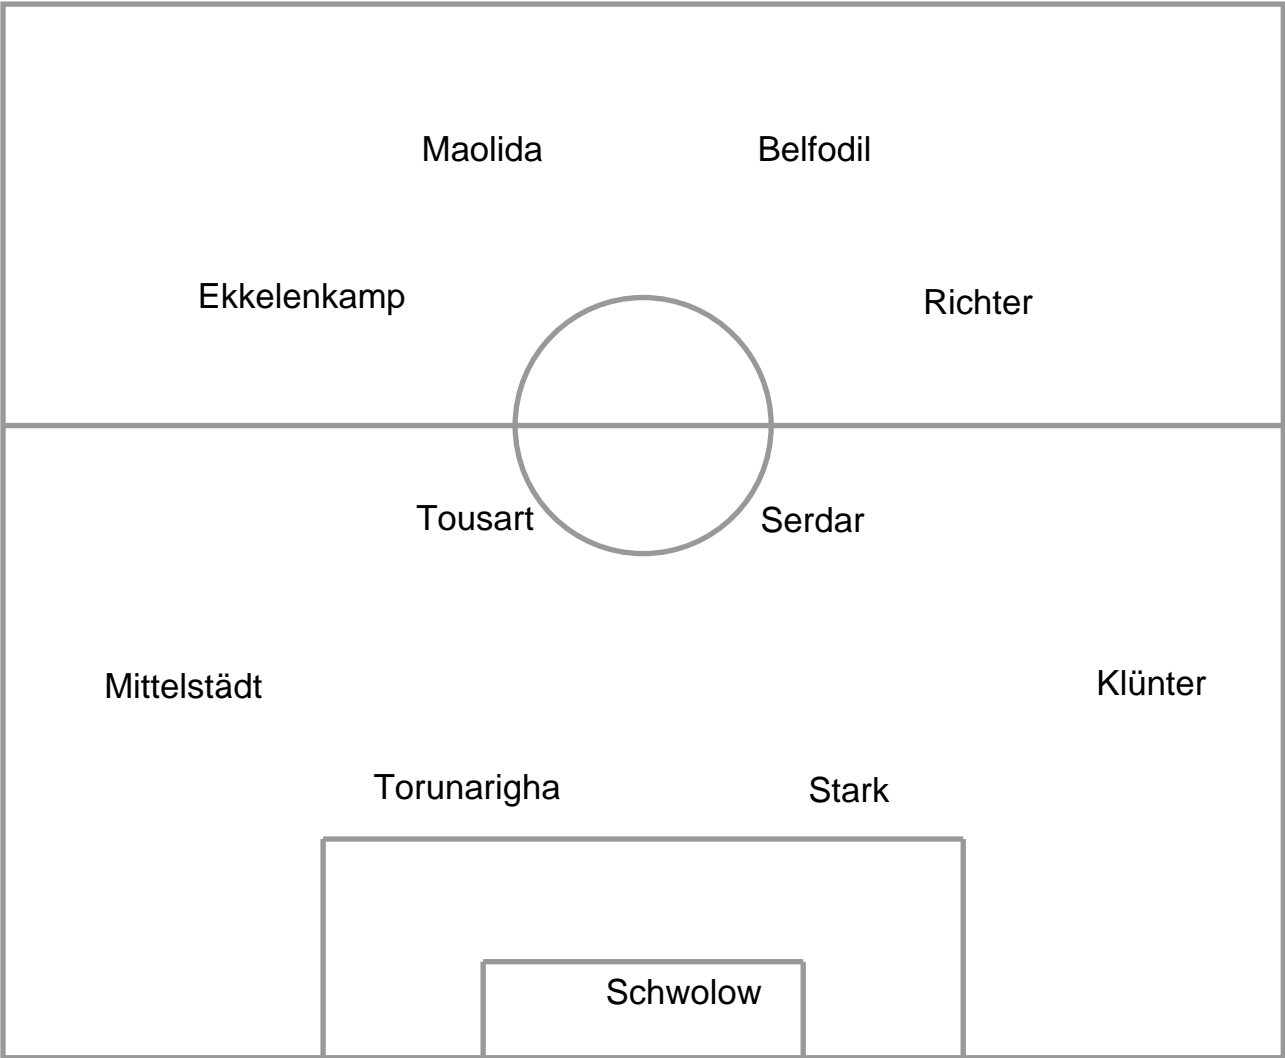 Maolida
Belfodil
Ekkelenkamp
Richter
Tousart
Serdar
Mittelstädt
Klünter
Torunarigha
Stark
Schwolow